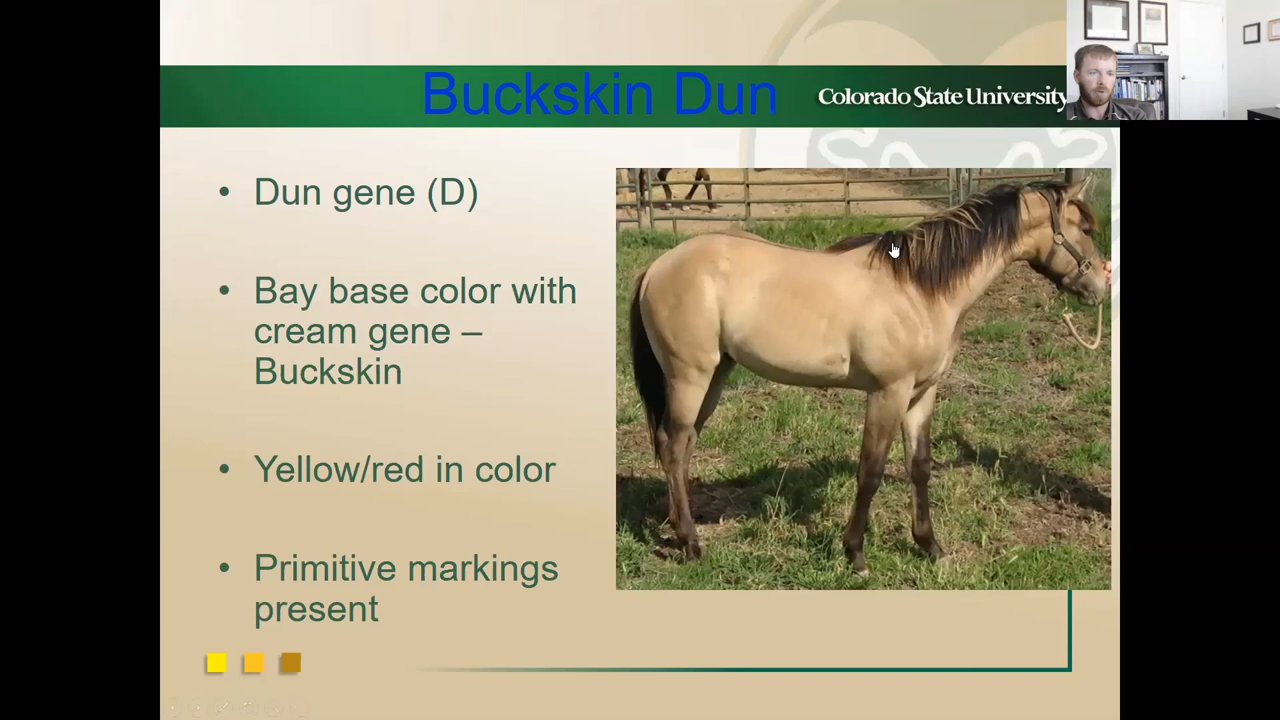 Buckskin Dun
Colorado State University
• Dun gene (D)
• Bay base color with
cream gene –
Buckskin
• Yellow/red in color
• Primitive markings
present